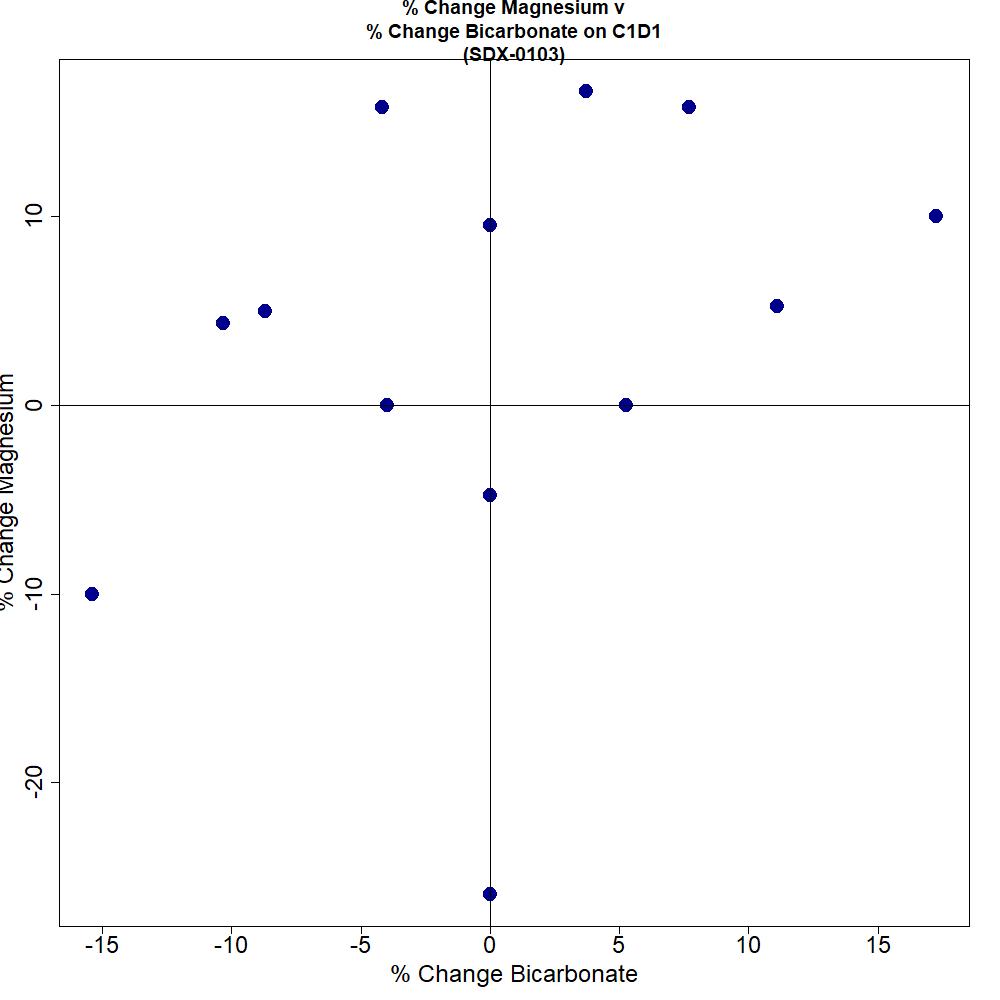 % Change Magnesium v
% Change Bicarbonate on C1D1
(SDX-0103)
10
0
-10
-20
% Change Magnesium
-15
-10
-5
0
5
10
15
% Change Bicarbonate